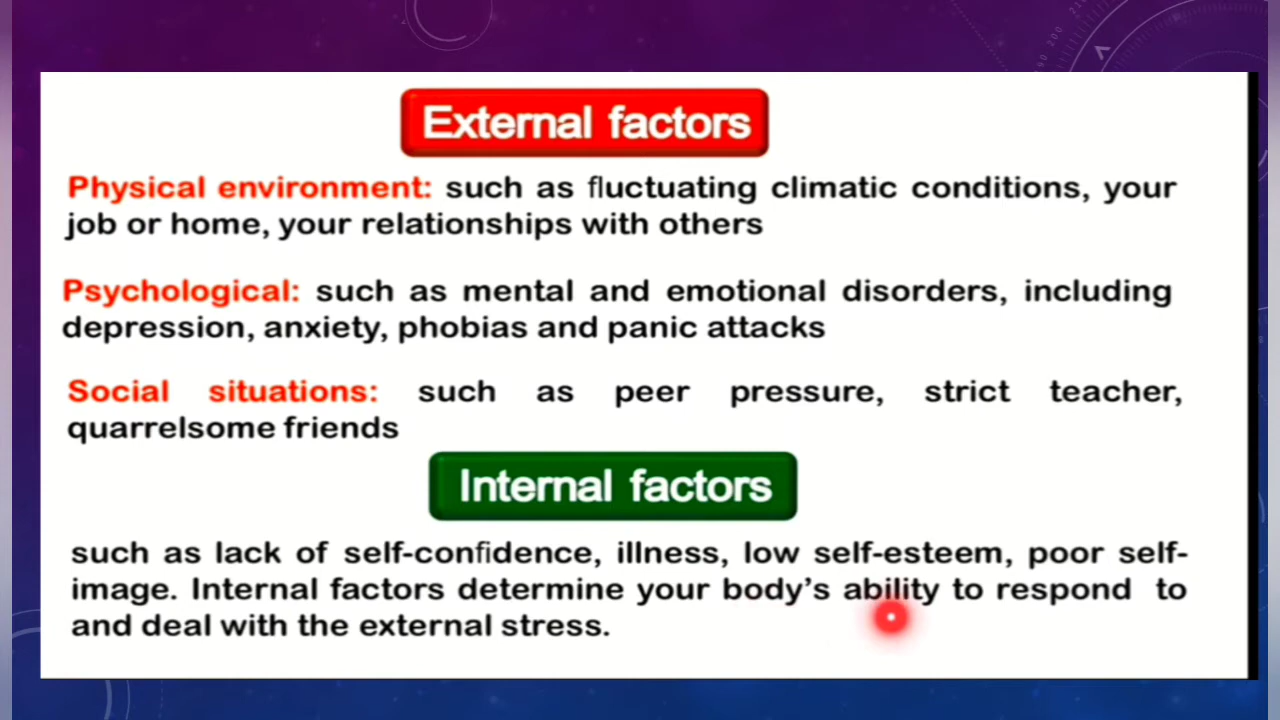 External factors
Physical environment: such as fluctuating climatic conditions, your
job or home, your relationships with others
Psychological: such as mental and emotional disorders, including
depression, anxiety, phobias and panic attacks
Social situations: such as peer pressure, strict teacher,
quarrelsome friends
Internal factors
such as lack of self-confidence, illness, low self-esteem, poor self-
image. Internal factors determine your body's ability to respond to
and deal with the external stress.